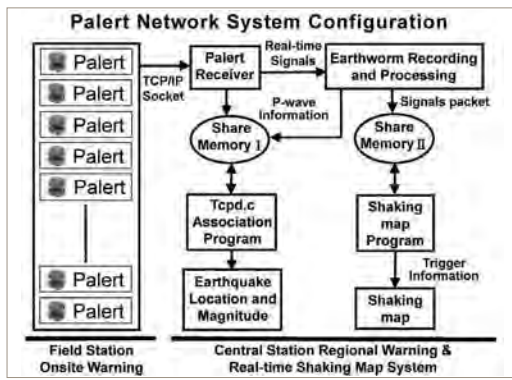 Palert Network System Configuration
Palert
Palert
Palert
Palert
Palert
Palert
Palert
TCP/IP
Socket
Palert
Receiver
Real-time
Signals
Earthworm Recording
and Processing
P-wave
Information
Signals packet
Share
Memory I
Share
Memory II
Tcpd.c
Association
Program
Shaking
map
Program
Trigger
Information
Earthquake
Location and
Magnitude
Shaking
map
Field Station
Onsite Warning
Central Station Regional Warning &
Real-time Shaking Map System